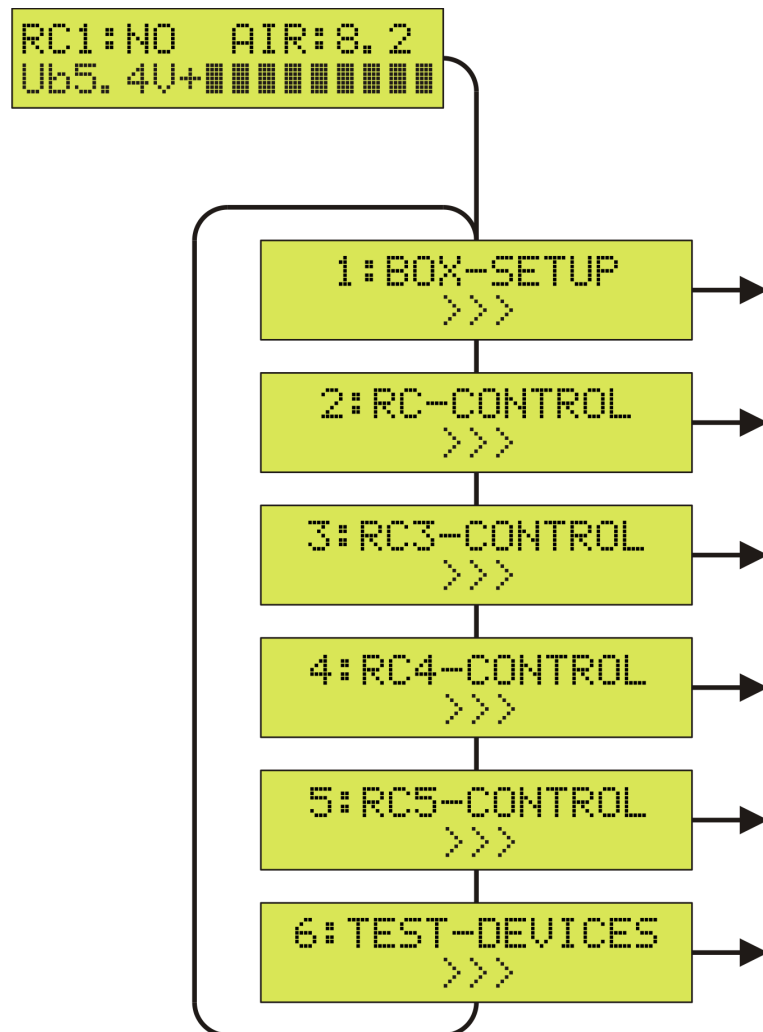 RC1:NO AIR:8.2
Ub5.4V+
1:BOX-SETUP
>>>
2:RC-CONTROL
>>>
3:RC3-CONTROL
>>>
4:RC4-CONTROL
>>>
5:RC5-CONTROL
>>>
6:TEST-DEVICES
>>>